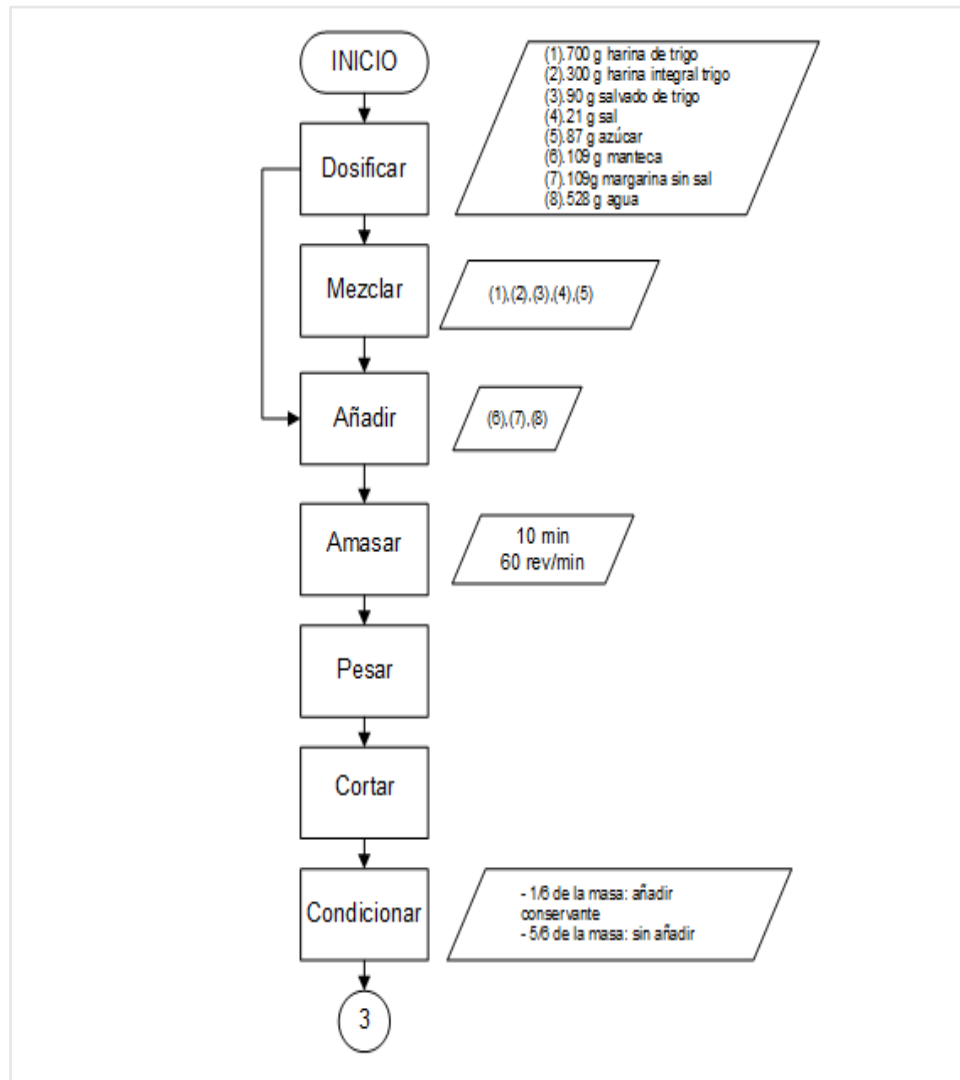 INICIO
(1).700 g harina de trigo
(2).300 g harina integral trigo
(3).90 g salvado de trigo
(4).21 g sal
(5).87 g azúcar
(6).109 g manteca
(7).109g margarina sin sal
(8).528 g agua
Dosificar
Mezclar
(1),(2),(3),(4),(5)
Añadir
(6),(7),(8)
Amasar
10 min
60 rev/min
Pesar
Cortar
Condicionar
- 1/6 de la masa: añadir
conservante
- 5/6 de la masa: sin añadir
3